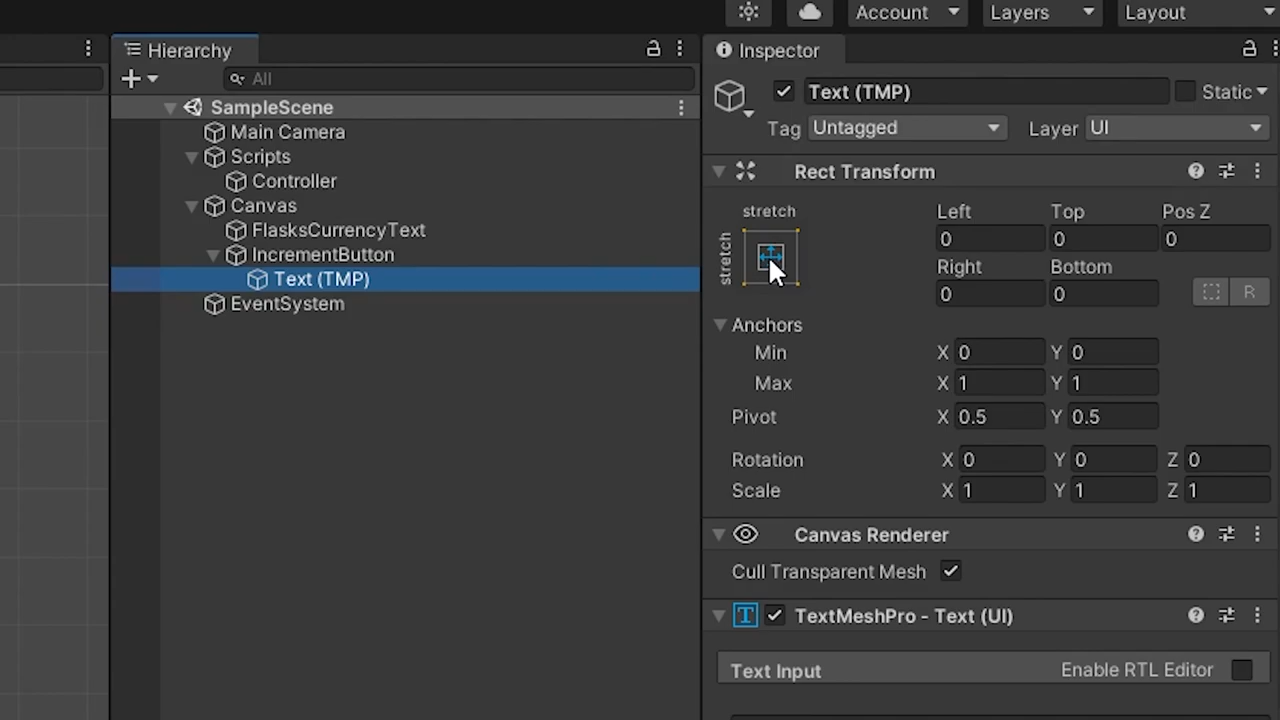 Account Layers Layout
Hierarchy
All
SampleScene
Main Camera
Scripts
Controller
Canvas
FlasksCurrencyText
IncrementButton
Text (TMP)
EventSystem
Inspector
Text (TMP) Static
Tag Untagged Layer UI
Rect Transform
stretch
stretch
Left Top Pos Z
0 0 0
Right Bottom
0 0 R
Anchors
Min X 0 Y 0
Max X 1 Y 1
Pivot X 0.5 Y 0.5
Rotation X 0 Y 0 Z 0
Scale X 1 Y 1 Z 1
Canvas Renderer
Cull Transparent Mesh
T TextMeshPro - Text (UI)
Text Input Enable RTL Editor